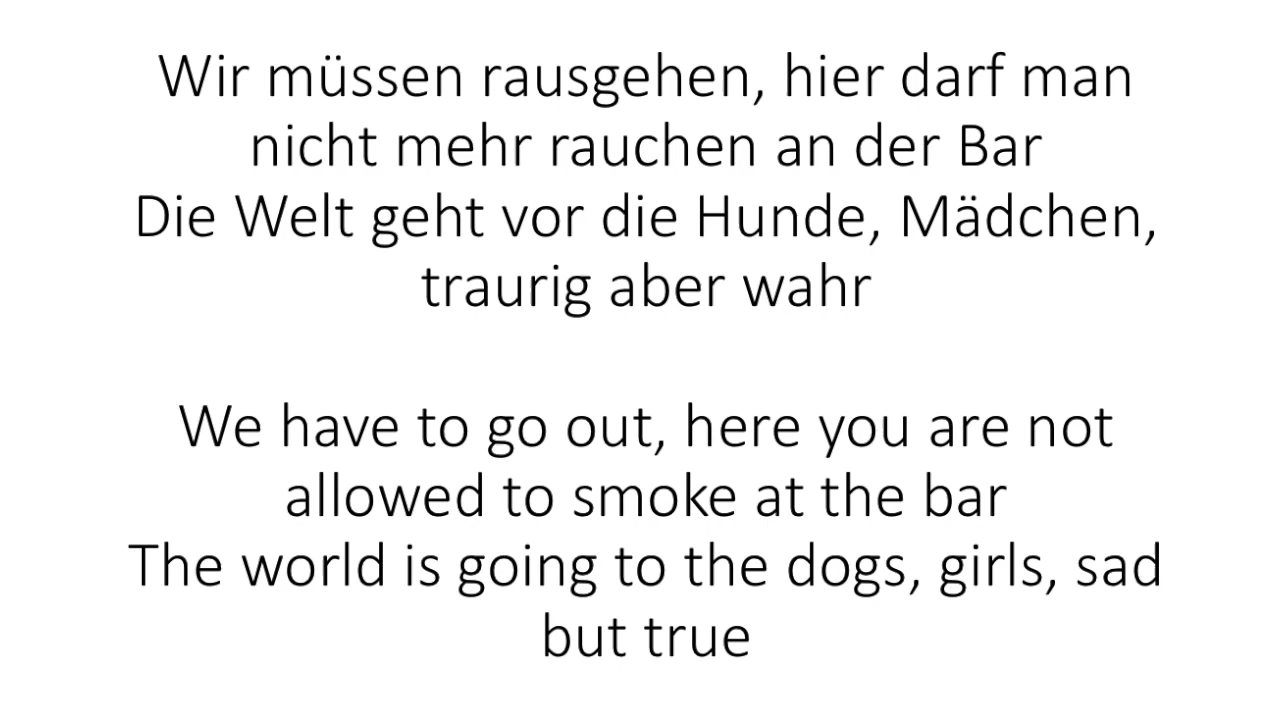 Wir müssen rausgehen, hier darf man
nicht mehr rauchen an der Bar
Die Welt geht vor die Hunde, Mädchen,
traurig aber wahr
We have to go out, here you are not
allowed to smoke at the bar
The world is going to the dogs, girls, sad
but true